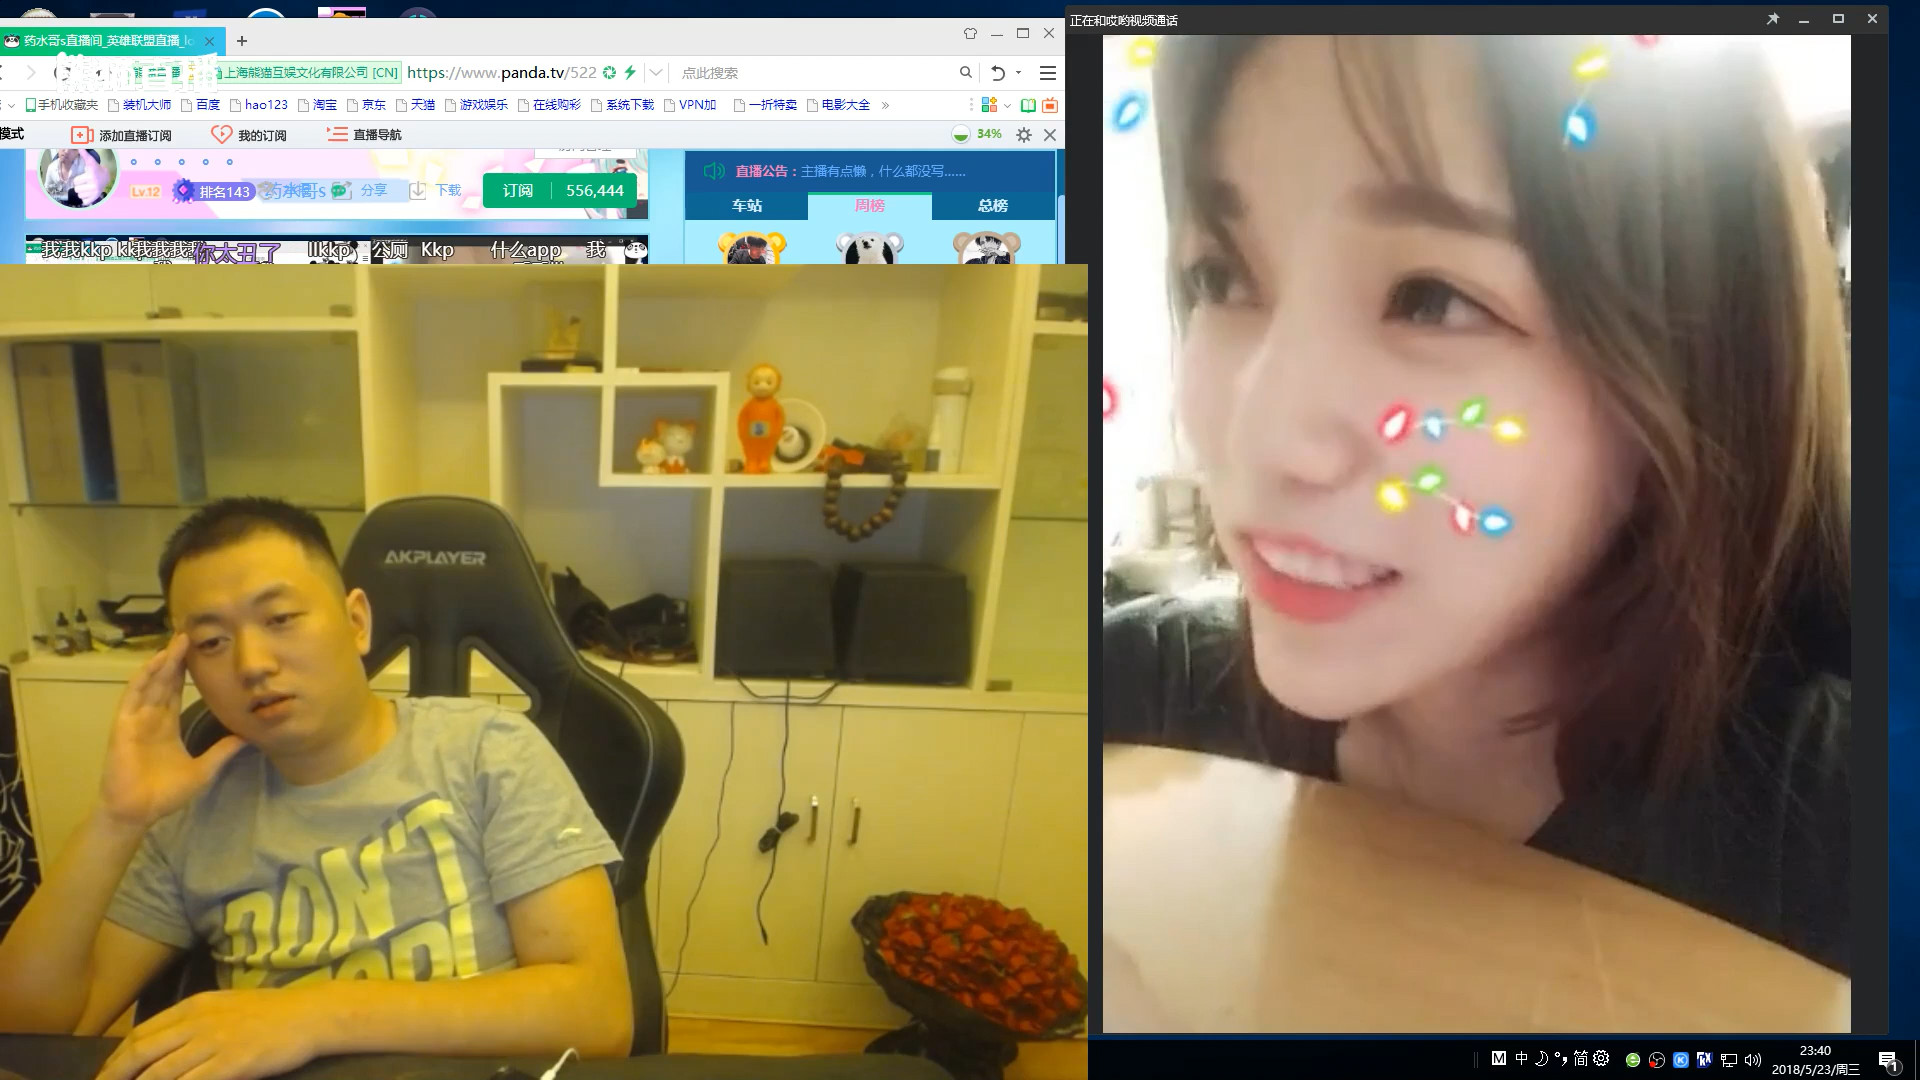 药水哥s直播间_英雄联盟直播_lo
正在和哎哟视频通话
上海熊猫互娱文化有限公司 [CN]
https://www.panda.tv/522
点此搜索
手机收藏夹
装机大师
百度
hao123
淘宝
京东
天猫
游戏娱乐
在线购彩
系统下载
VPN加
一折特卖
电影大全
»
模式
添加直播订阅
我的订阅
直播导航
34%
Lv.12
排名143
药水哥s
分享
下载
订阅
556,444
直播公告：主播有点懒，什么都没写......
车站
周榜
总榜
我我kkp kk我我我我
你太丑了
llkkp
公厕
Kkp
什么app
我
AKPLAYER
DON'T
M 中 简
23:40
2018/5/23/周三
1